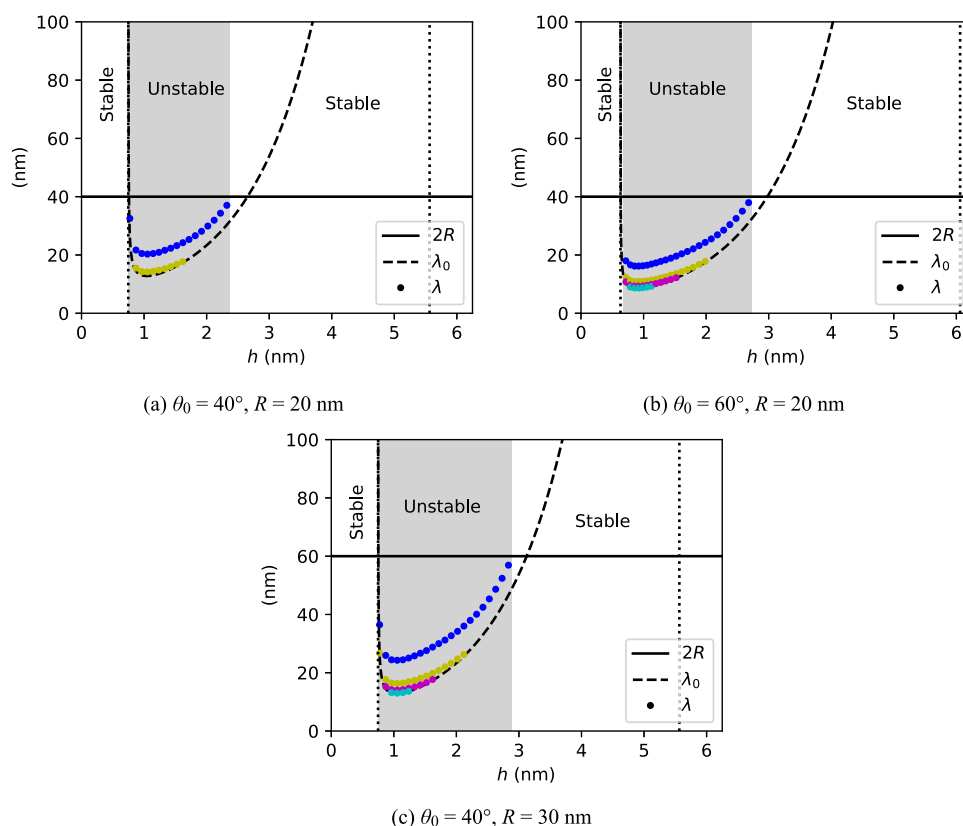 100
80
60
40
20
0
(nm)
Stable
Unstable
Stable
2R
λ₀
λ
0 1 2 3 4 5 6
h (nm)
(a) θ₀ = 40°, R = 20 nm
100
80
60
40
20
0
(nm)
Stable
Unstable
Stable
2R
λ₀
λ
0 1 2 3 4 5 6
h (nm)
(b) θ₀ = 60°, R = 20 nm
100
80
60
40
20
0
(nm)
Stable
Unstable
Stable
2R
λ₀
λ
0 1 2 3 4 5 6
h (nm)
(c) θ₀ = 40°, R = 30 nm